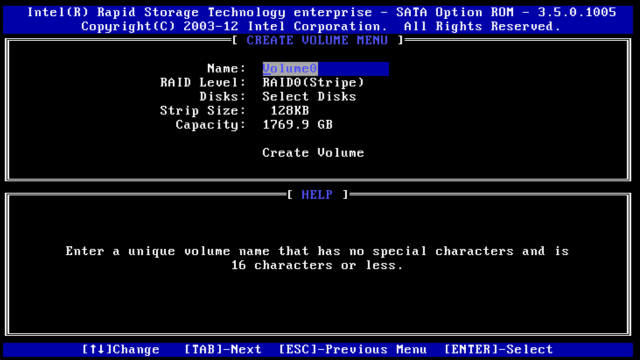 Intel(R) Rapid Storage Technology enterprise - SATA Option ROM - 3.5.0.1005
Copyright(C) 2003-12 Intel Corporation.  All Rights Reserved.
[ CREATE VOLUME MENU ]
Name: Volume0
RAID Level: RAID0(Stripe)
Disks: Select Disks
Strip Size: 128KB
Capacity: 1769.9 GB
Create Volume
[ HELP ]
Enter a unique volume name that has no special characters and is
16 characters or less.
[↑↓]Change [TAB]-Next [ESC]-Previous Menu [ENTER]-Select